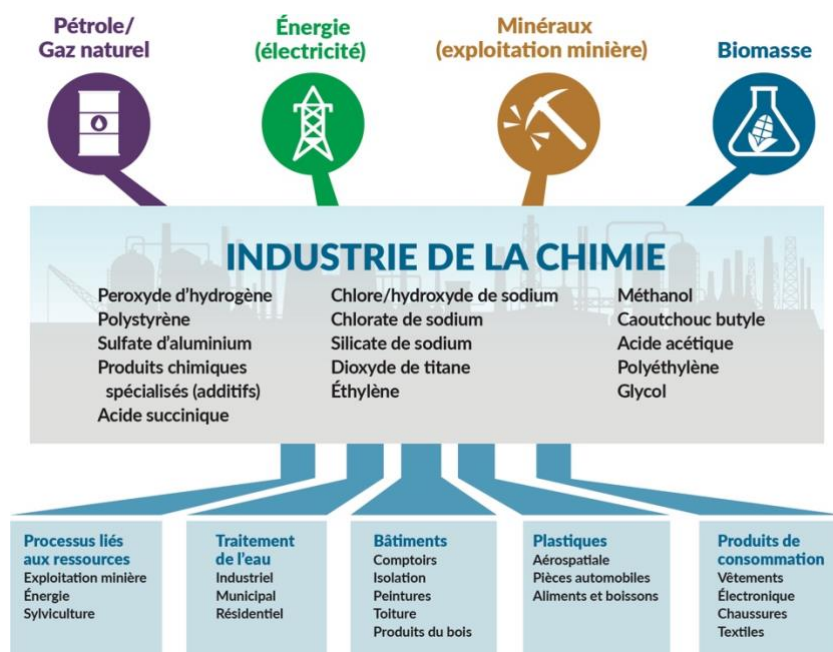 Pétrole/
Gaz naturel
Énergie
(électricité)
Minéraux
(exploitation minière)
Biomasse
INDUSTRIE DE LA CHIMIE
Peroxyde d'hydrogène
Polystyrène
Sulfate d'aluminium
Produits chimiques
spécialisés (additifs)
Acide succinique
Chlore/hydroxyde de sodium
Chlorate de sodium
Silicate de sodium
Dioxyde de titane
Éthylène
Méthanol
Caoutchouc butyle
Acide acétique
Polyéthylène
Glycol
Processus liés
aux ressources
Exploitation minière
Énergie
Sylviculture
Traitement
de l'eau
Industriel
Municipal
Résidentiel
Bâtiments
Comptoirs
Isolation
Peintures
Toiture
Produits du bois
Plastiques
Aérospatiale
Pièces automobiles
Aliments et boissons
Produits de
consommation
Vêtements
Électronique
Chaussures
Textiles